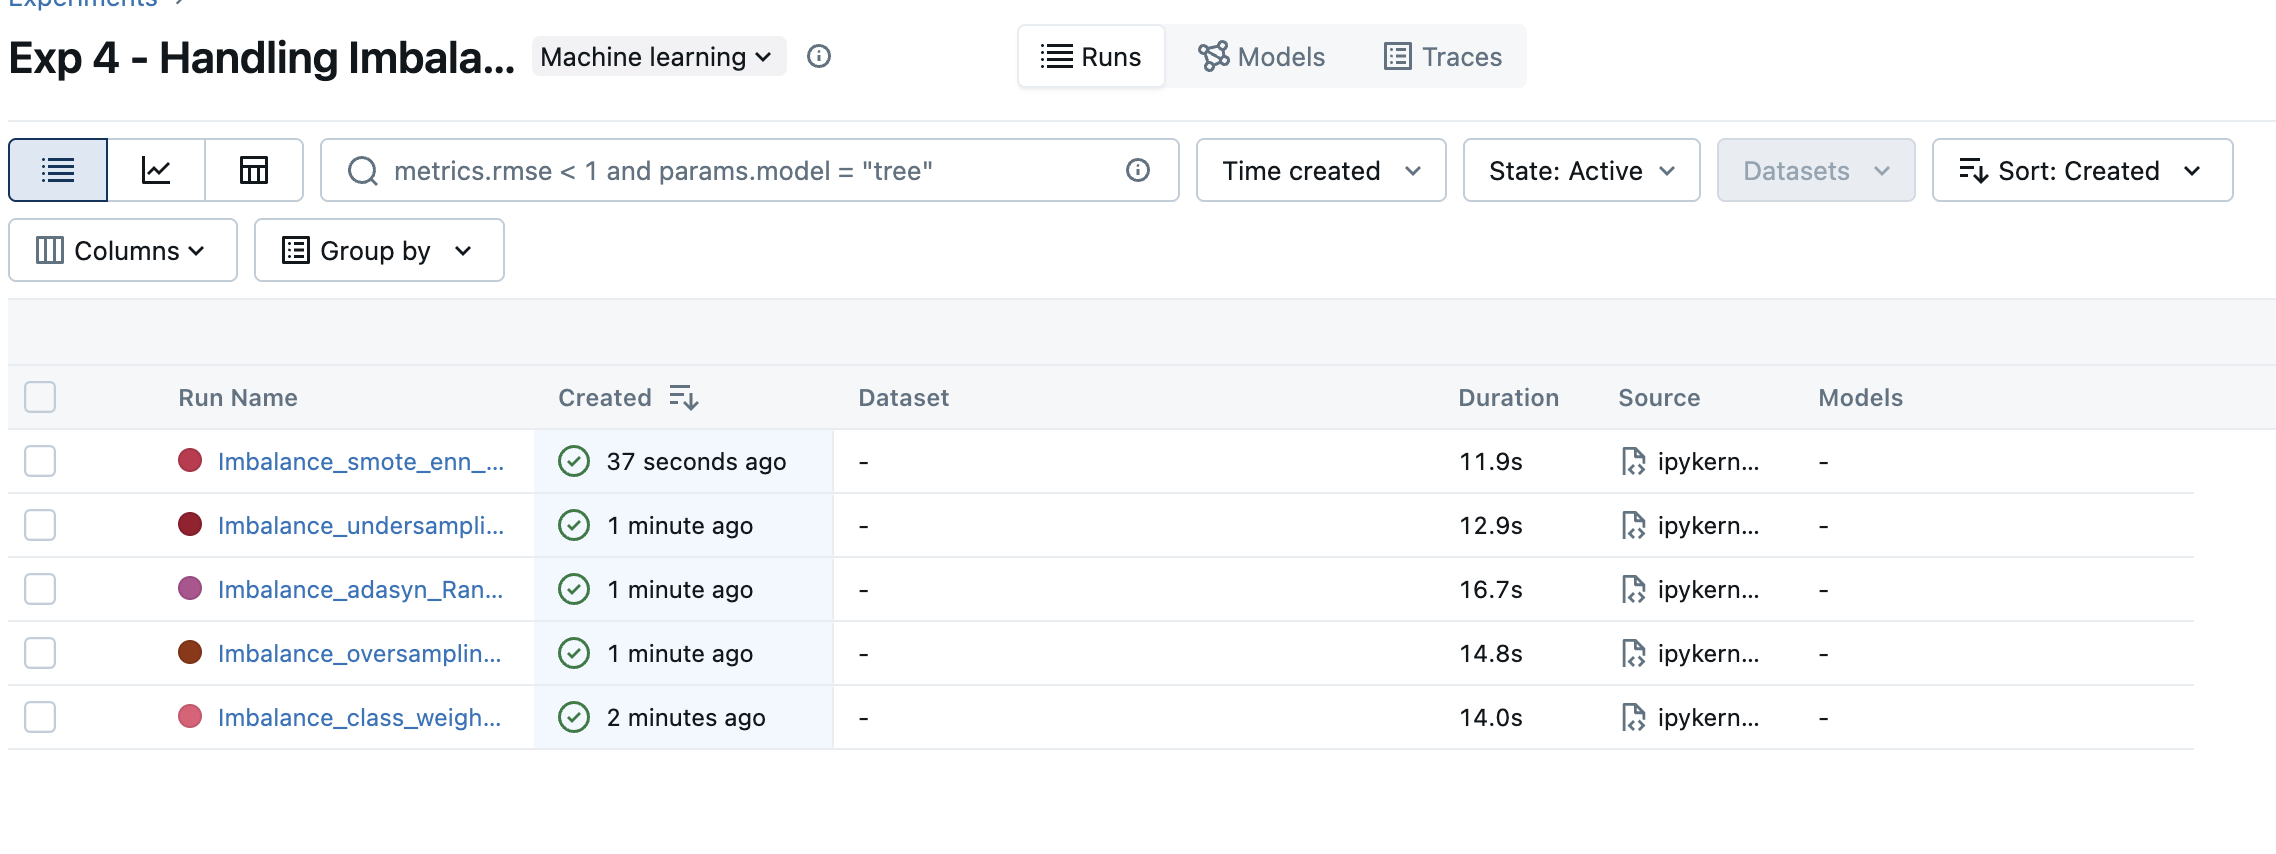 Experiments
Exp 4 - Handling Imbala... Machine learning Runs Models Traces
metrics.rmse < 1 and params.model = "tree" Time created State: Active Datasets Sort: Created
Columns Group by
Run Name Created Dataset Duration Source Models
Imbalance_smote_enn_... 37 seconds ago - 11.9s ipykern... -
Imbalance_undersampli... 1 minute ago - 12.9s ipykern... -
Imbalance_adasyn_Ran... 1 minute ago - 16.7s ipykern... -
Imbalance_oversamplin... 1 minute ago - 14.8s ipykern... -
Imbalance_class_weigh... 2 minutes ago - 14.0s ipykern... -